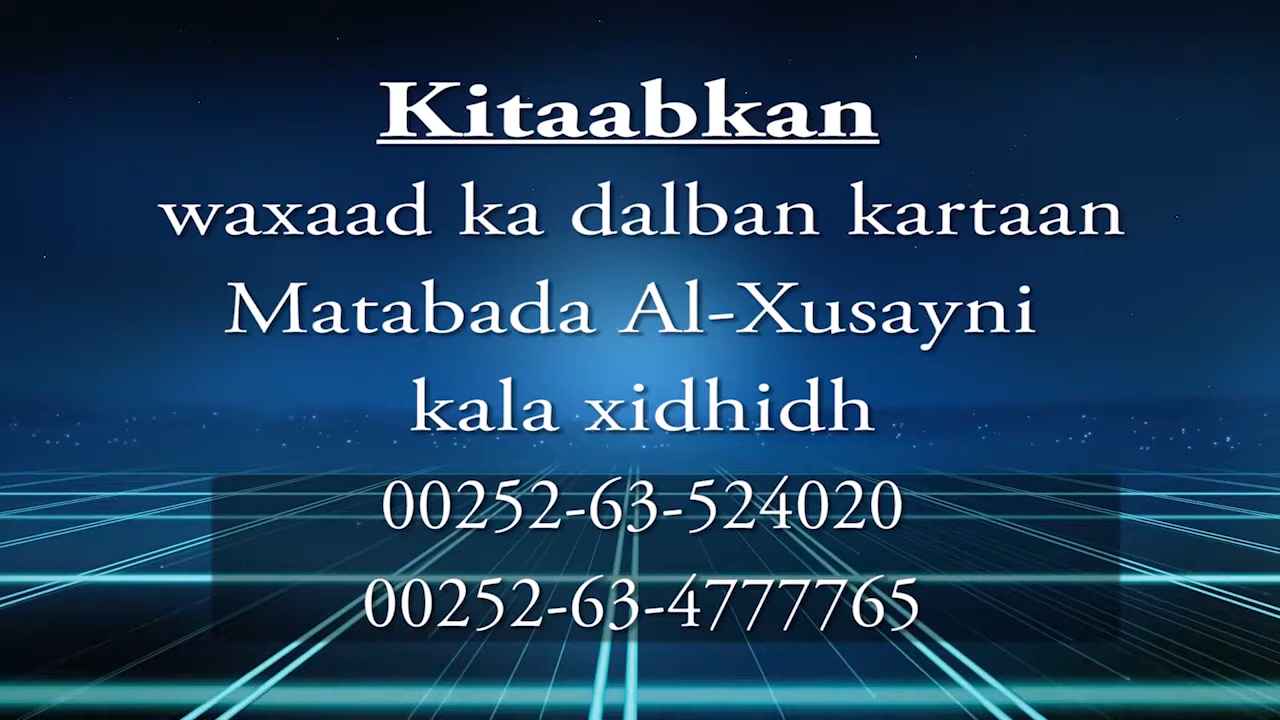 Kitaabkan
waxaad ka dalban kartaan
Matabada Al-Xusayni
kala xidhidh
00252-63-524020
00252-63-4777765